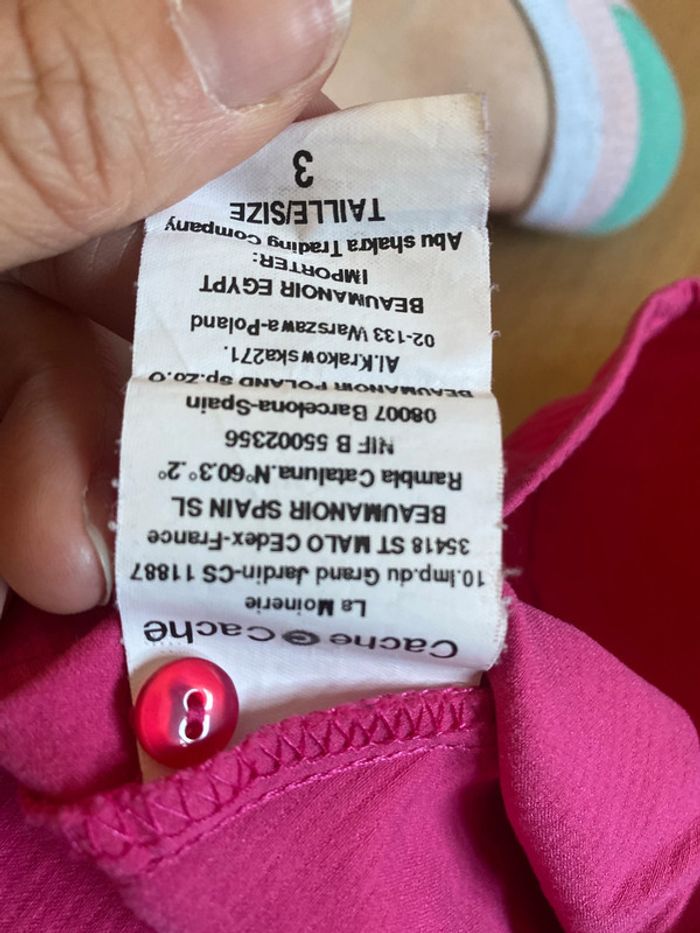 Cache Cache
La Moinerie
10.Imp.du Grand Jardin-CS 11887
35418 ST MALO CEdex-France
BEAUMANOIR SPAIN SL
Rambla Cataluna.N°60.3°.2°
NIF B 55002356
08007 Barcelona-Spain
BEAUMANOIR POLAND Sp.Zo.O
Al.Krakowska271.
02-133 Warszawa-Poland
BEAUMANOIR EGYPT
IMPORTER:
Abu shakra Trading Company
TAILLE/SIZE
3